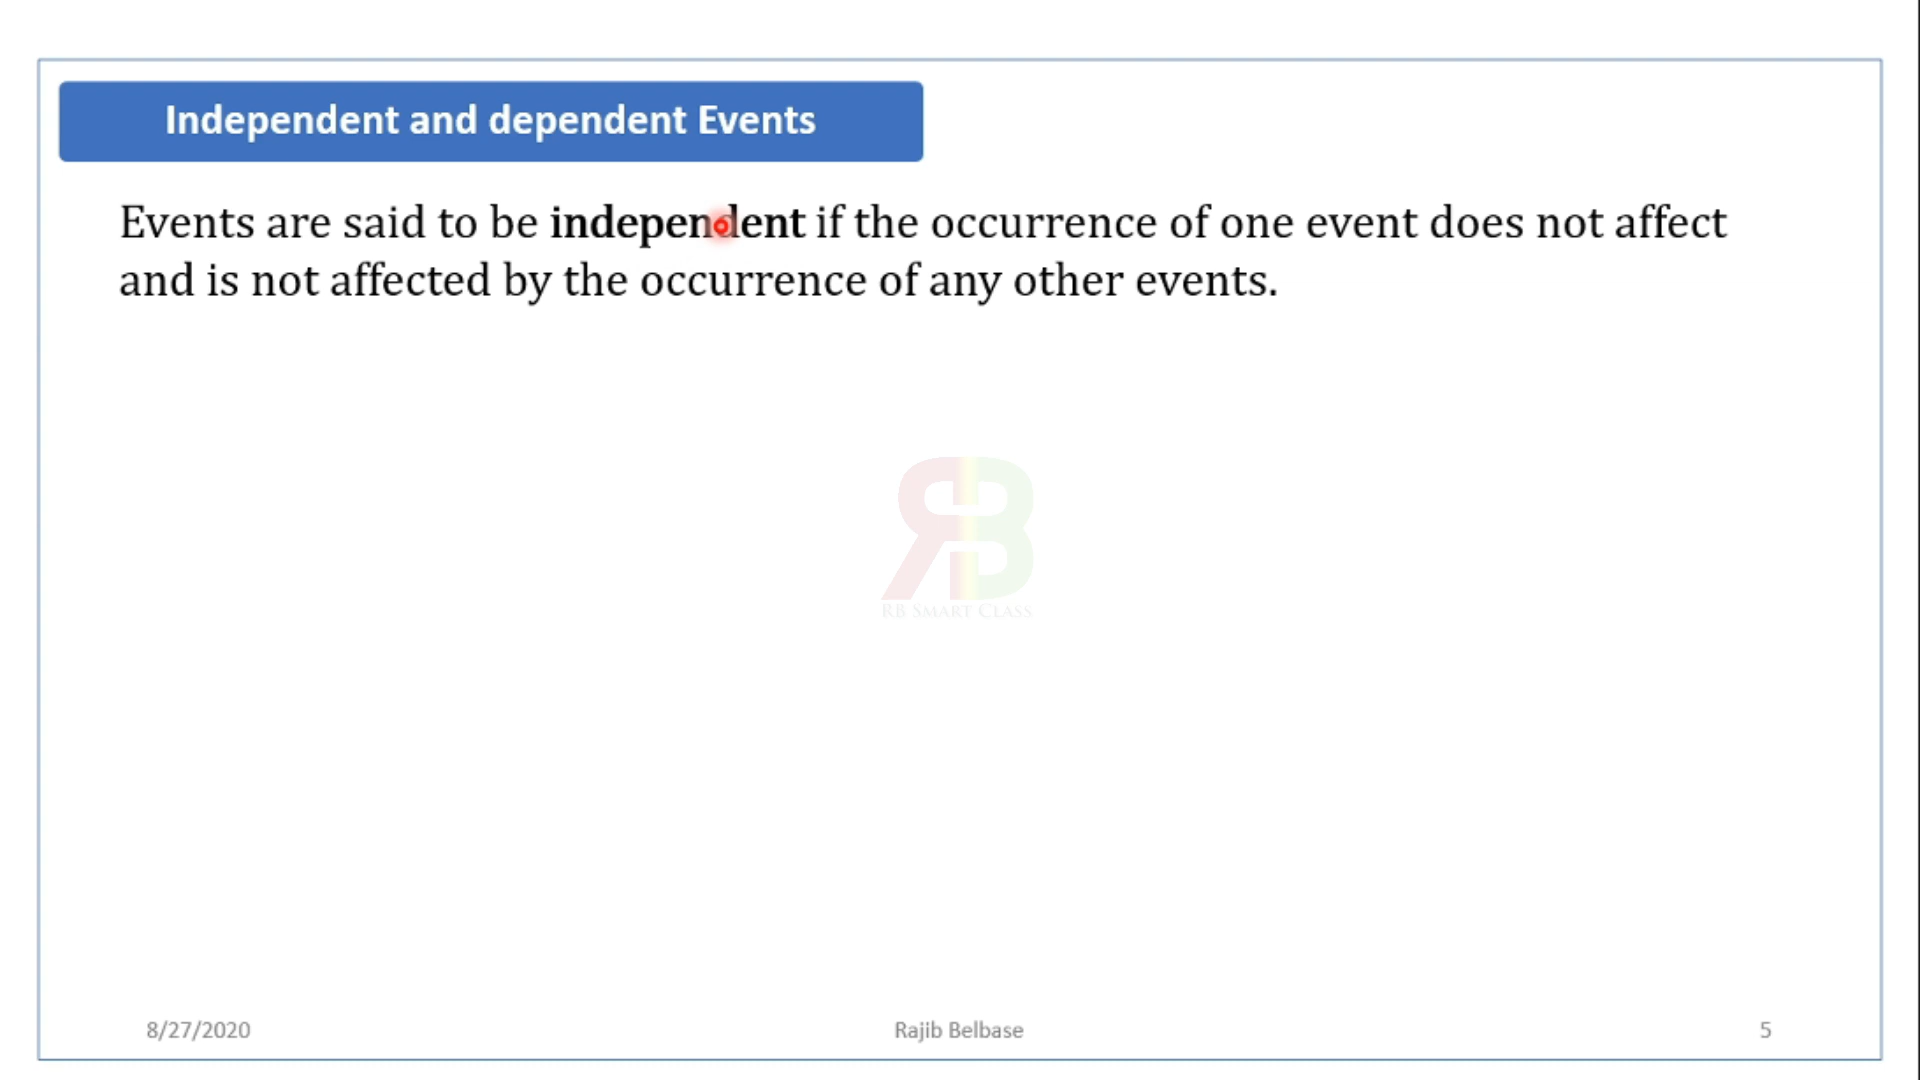 Independent and dependent Events
Events are said to be independent if the occurrence of one event does not affect
and is not affected by the occurrence of any other events.
RB SMART CLASS
8/27/2020
Rajib Belbase
5